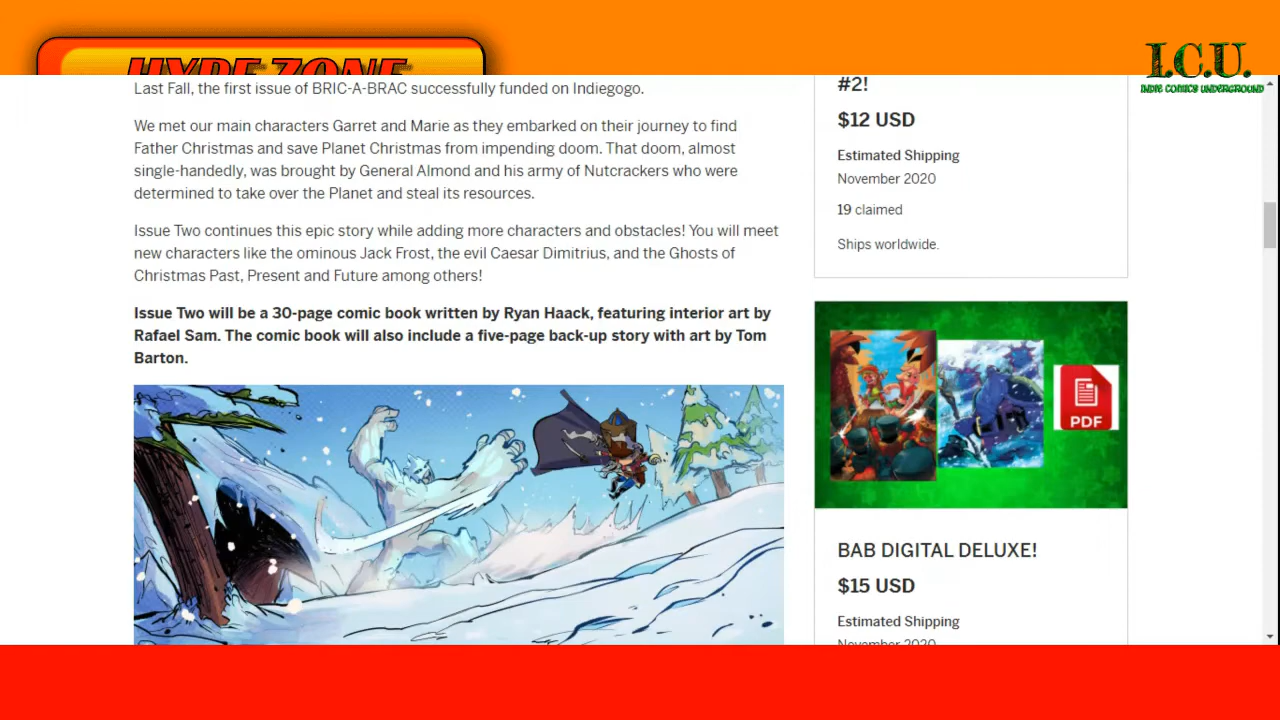 HYPE ZONE
I.C.U.
INDIE COMICS UNDERGROUND
Last Fall, the first issue of BRIC-A-BRAC successfully funded on Indiegogo.
We met our main characters Garret and Marie as they embarked on their journey to find
Father Christmas and save Planet Christmas from impending doom. That doom, almost
single-handedly, was brought by General Almond and his army of Nutcrackers who were
determined to take over the Planet and steal its resources.
Issue Two continues this epic story while adding more characters and obstacles! You will meet
new characters like the ominous Jack Frost, the evil Caesar Dimitrius, and the Ghosts of
Christmas Past, Present and Future among others!
Issue Two will be a 30-page comic book written by Ryan Haack, featuring interior art by
Rafael Sam. The comic book will also include a five-page back-up story with art by Tom
Barton.
#2!
$12 USD
Estimated Shipping
November 2020
19 claimed
Ships worldwide.
PDF
BAB DIGITAL DELUXE!
$15 USD
Estimated Shipping
November 2020